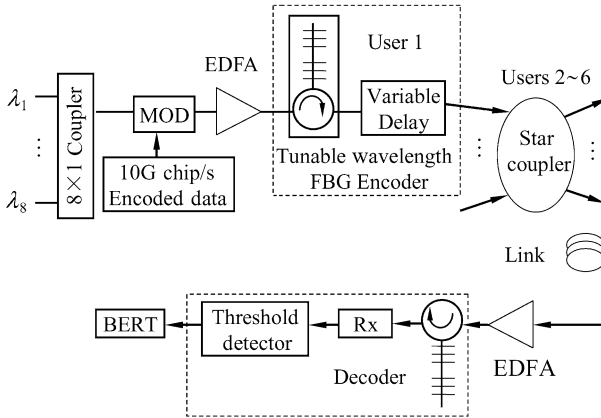 λ1
⋮
λ8
8×1 Coupler
MOD
10G chip/s
Encoded data
EDFA
User 1
Variable
Delay
Tunable wavelength
FBG Encoder
Users 2~6
Star
coupler
Link
BERT
Threshold
detector
Rx
Decoder
EDFA